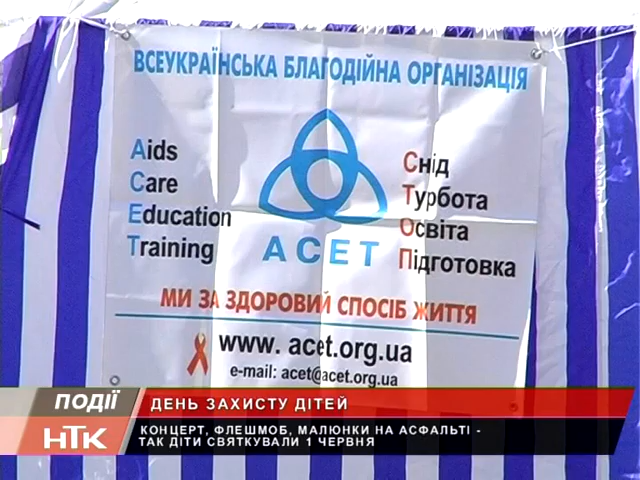 ВСЕУКРАЇНСЬКА БЛАГОДІЙНА ОРГАНІЗАЦІЯ
Aids
Care
Education
Training
ACET
Снід
Турбота
Освіта
Підготовка
МИ ЗА ЗДОРОВИЙ СПОСІБ ЖИТТЯ
www. acet.org.ua
e-mail: acet@acet.org.ua
ПОДІЇ
НТК
ДЕНЬ ЗАХИСТУ ДІТЕЙ
КОНЦЕРТ, ФЛЕШМОБ, МАЛЮНКИ НА АСФАЛЬТІ -
ТАК ДІТИ СВЯТКУВАЛИ 1 ЧЕРВНЯ